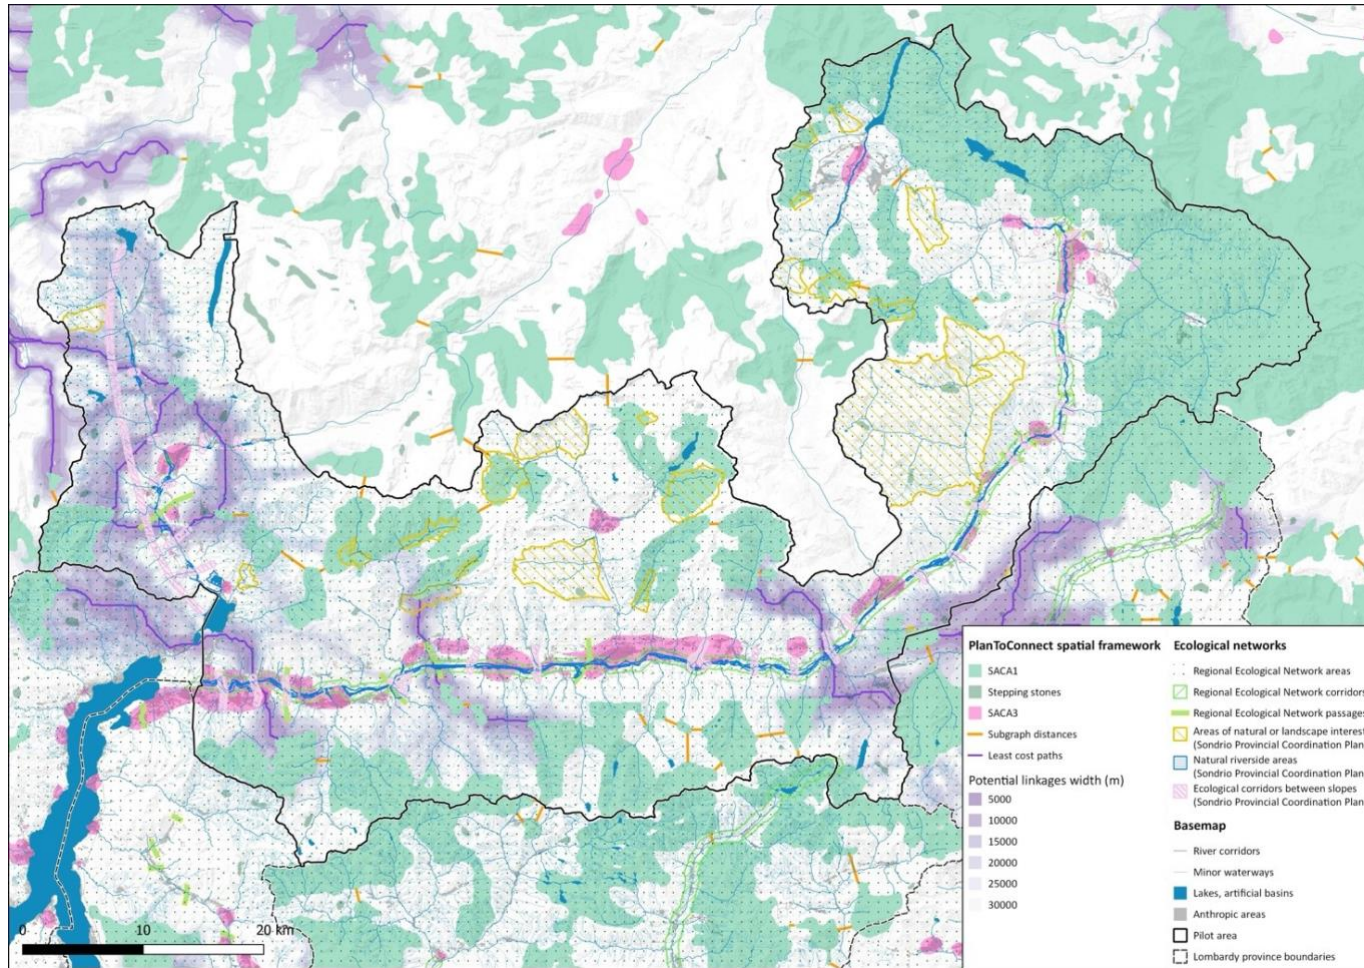 PlanToConnect spatial framework
SACA1
Stepping stones
SACA3
Subgraph distances
Least cost paths
Potential linkages width (m)
5000
10000
15000
20000
25000
30000
Ecological networks
Regional Ecological Network areas
Regional Ecological Network corridors
Regional Ecological Network passages
Areas of natural or landscape interest
(Sondrio Provincial Coordination Plan
Natural riverside areas
(Sondrio Provincial Coordination Plan
Ecological corridors between slopes
(Sondrio Provincial Coordination Plan
Basemap
River corridors
Minor waterways
Lakes, artificial basins
Anthropic areas
Pilot area
Lombardy province boundaries
0 10 20 km